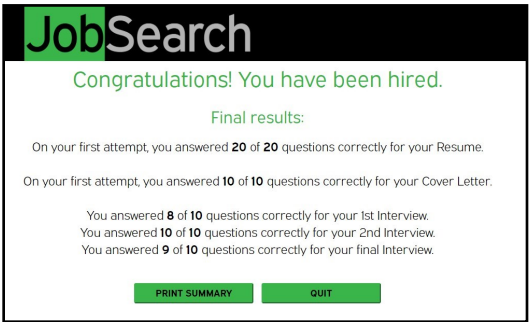 JobSearch
Congratulations! You have been hired.
Final results:
On your first attempt, you answered 20 of 20 questions correctly for your Resume.
On your first attempt, you answered 10 of 10 questions correctly for your Cover Letter.
You answered 8 of 10 questions correctly for your 1st Interview.
You answered 10 of 10 questions correctly for your 2nd Interview.
You answered 9 of 10 questions correctly for your final Interview.
PRINT SUMMARY QUIT